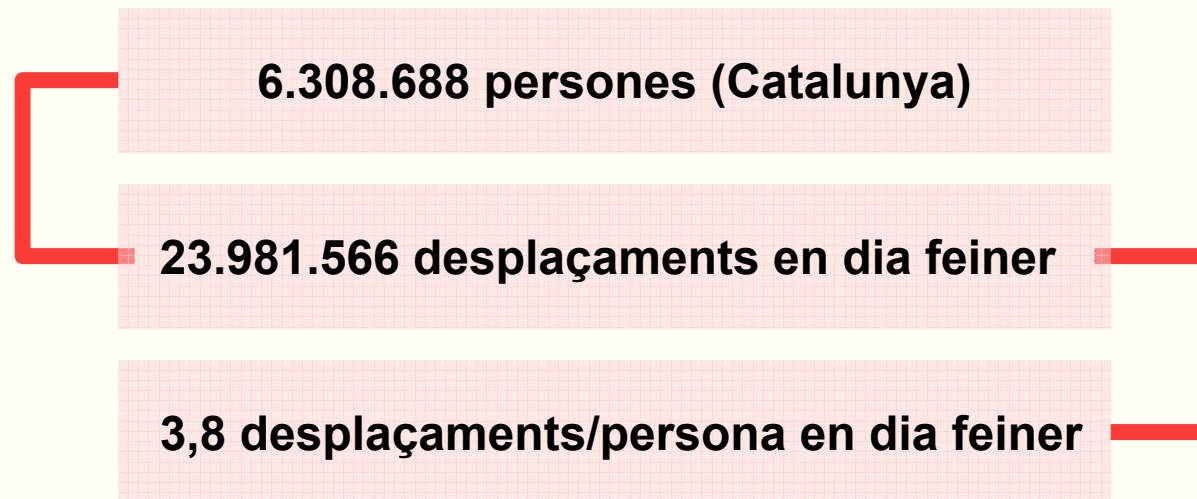 6.308.688 persones (Catalunya)
23.981.566 desplaçaments en dia feiner
3,8 desplaçaments/persona en dia feiner